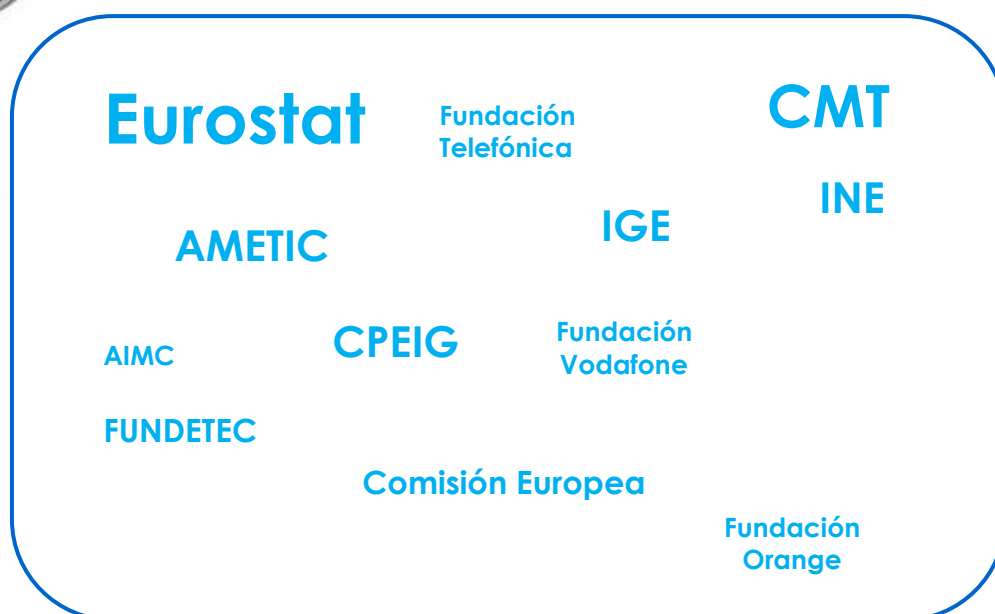 Eurostat
Fundación
Telefónica
CMT
INE
IGE
AMETIC
CPEIG
Fundación
Vodafone
AIMC
FUNDETEC
Comisión Europea
Fundación
Orange